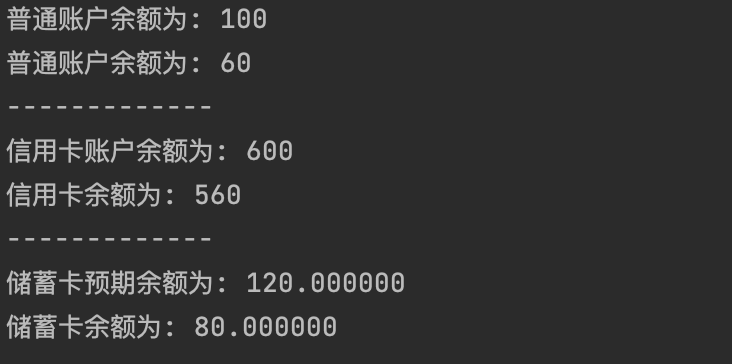 普通账户余额为: 100
普通账户余额为: 60
-------------
信用卡账户余额为: 600
信用卡余额为: 560
-------------
储蓄卡预期余额为: 120.000000
储蓄卡余额为: 80.000000